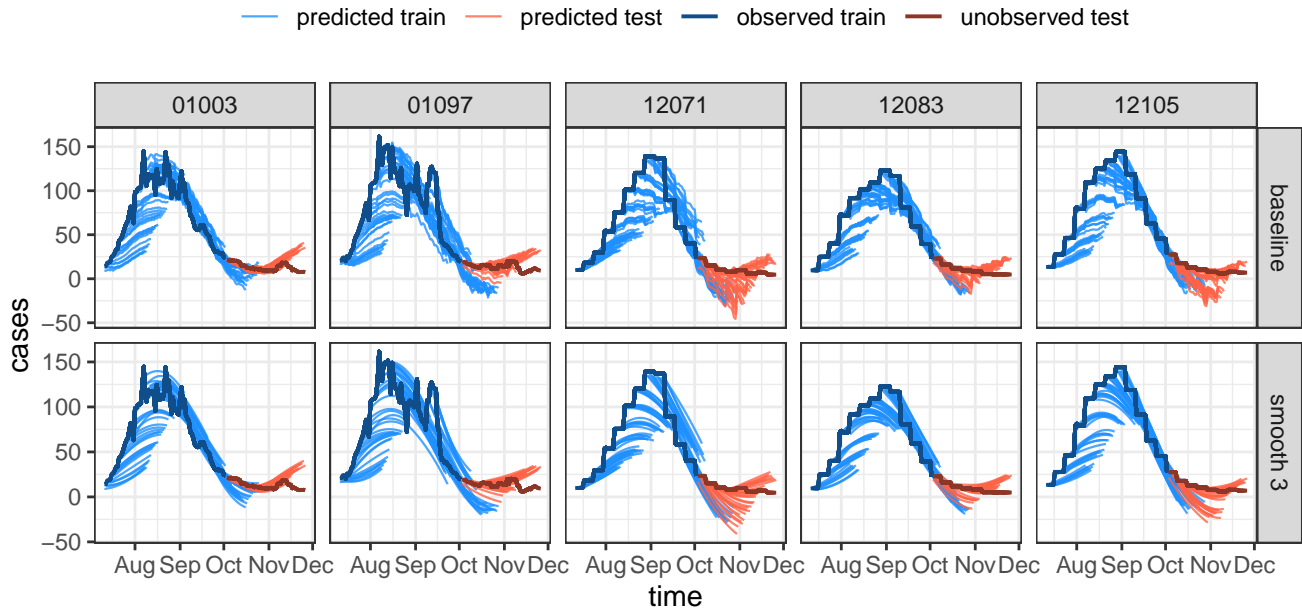 predicted train predicted test observed train unobserved test
01003 01097 12071 12083 12105
150
100
50
0
−50
baseline
cases
150
100
50
0
−50
smooth 3
Aug Sep Oct Nov Dec Aug Sep Oct Nov Dec Aug Sep Oct Nov Dec Aug Sep Oct Nov Dec Aug Sep Oct Nov Dec
time